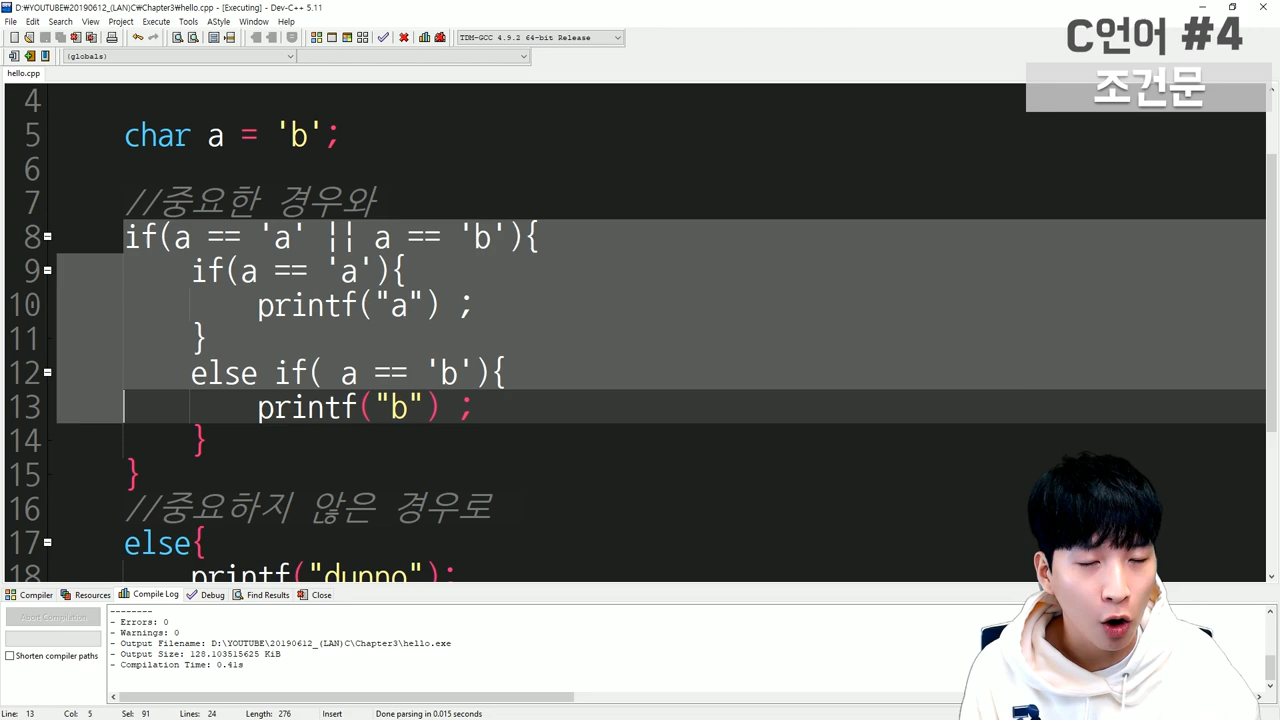 D:₩YOUTUBE₩20190612_(LAN)C₩Chapter3₩hello.cpp - [Executing] - Dev-C++ 5.11
File Edit Search View Project Execute Tools AStyle Window Help
TDM-GCC 4.9.2 64-bit Release
(globals)
hello.cpp
C언어 #4
조건문
4
5 char a = 'b';
6
7 //중요한 경우와
8 if(a == 'a' || a == 'b'){
9 if(a == 'a'){
10 printf("a") ;
11 }
12 else if( a == 'b'){
13 printf("b") ;
14 }
15 }
16 //중요하지 않은 경우로
17 else{
18 printf("dunno");
Compiler Resources Compile Log Debug Find Results Close
Abort Compilation
Shorten compiler paths
--------
- Errors: 0
- Warnings: 0
- Output Filename: D:\YOUTUBE\20190612_(LAN)C\Chapter3\hello.exe
- Output Size: 128.103515625 KiB
- Compilation Time: 0.41s
Line: 13 Col: 5 Sel: 91 Lines: 24 Length: 276 Insert Done parsing in 0.015 seconds